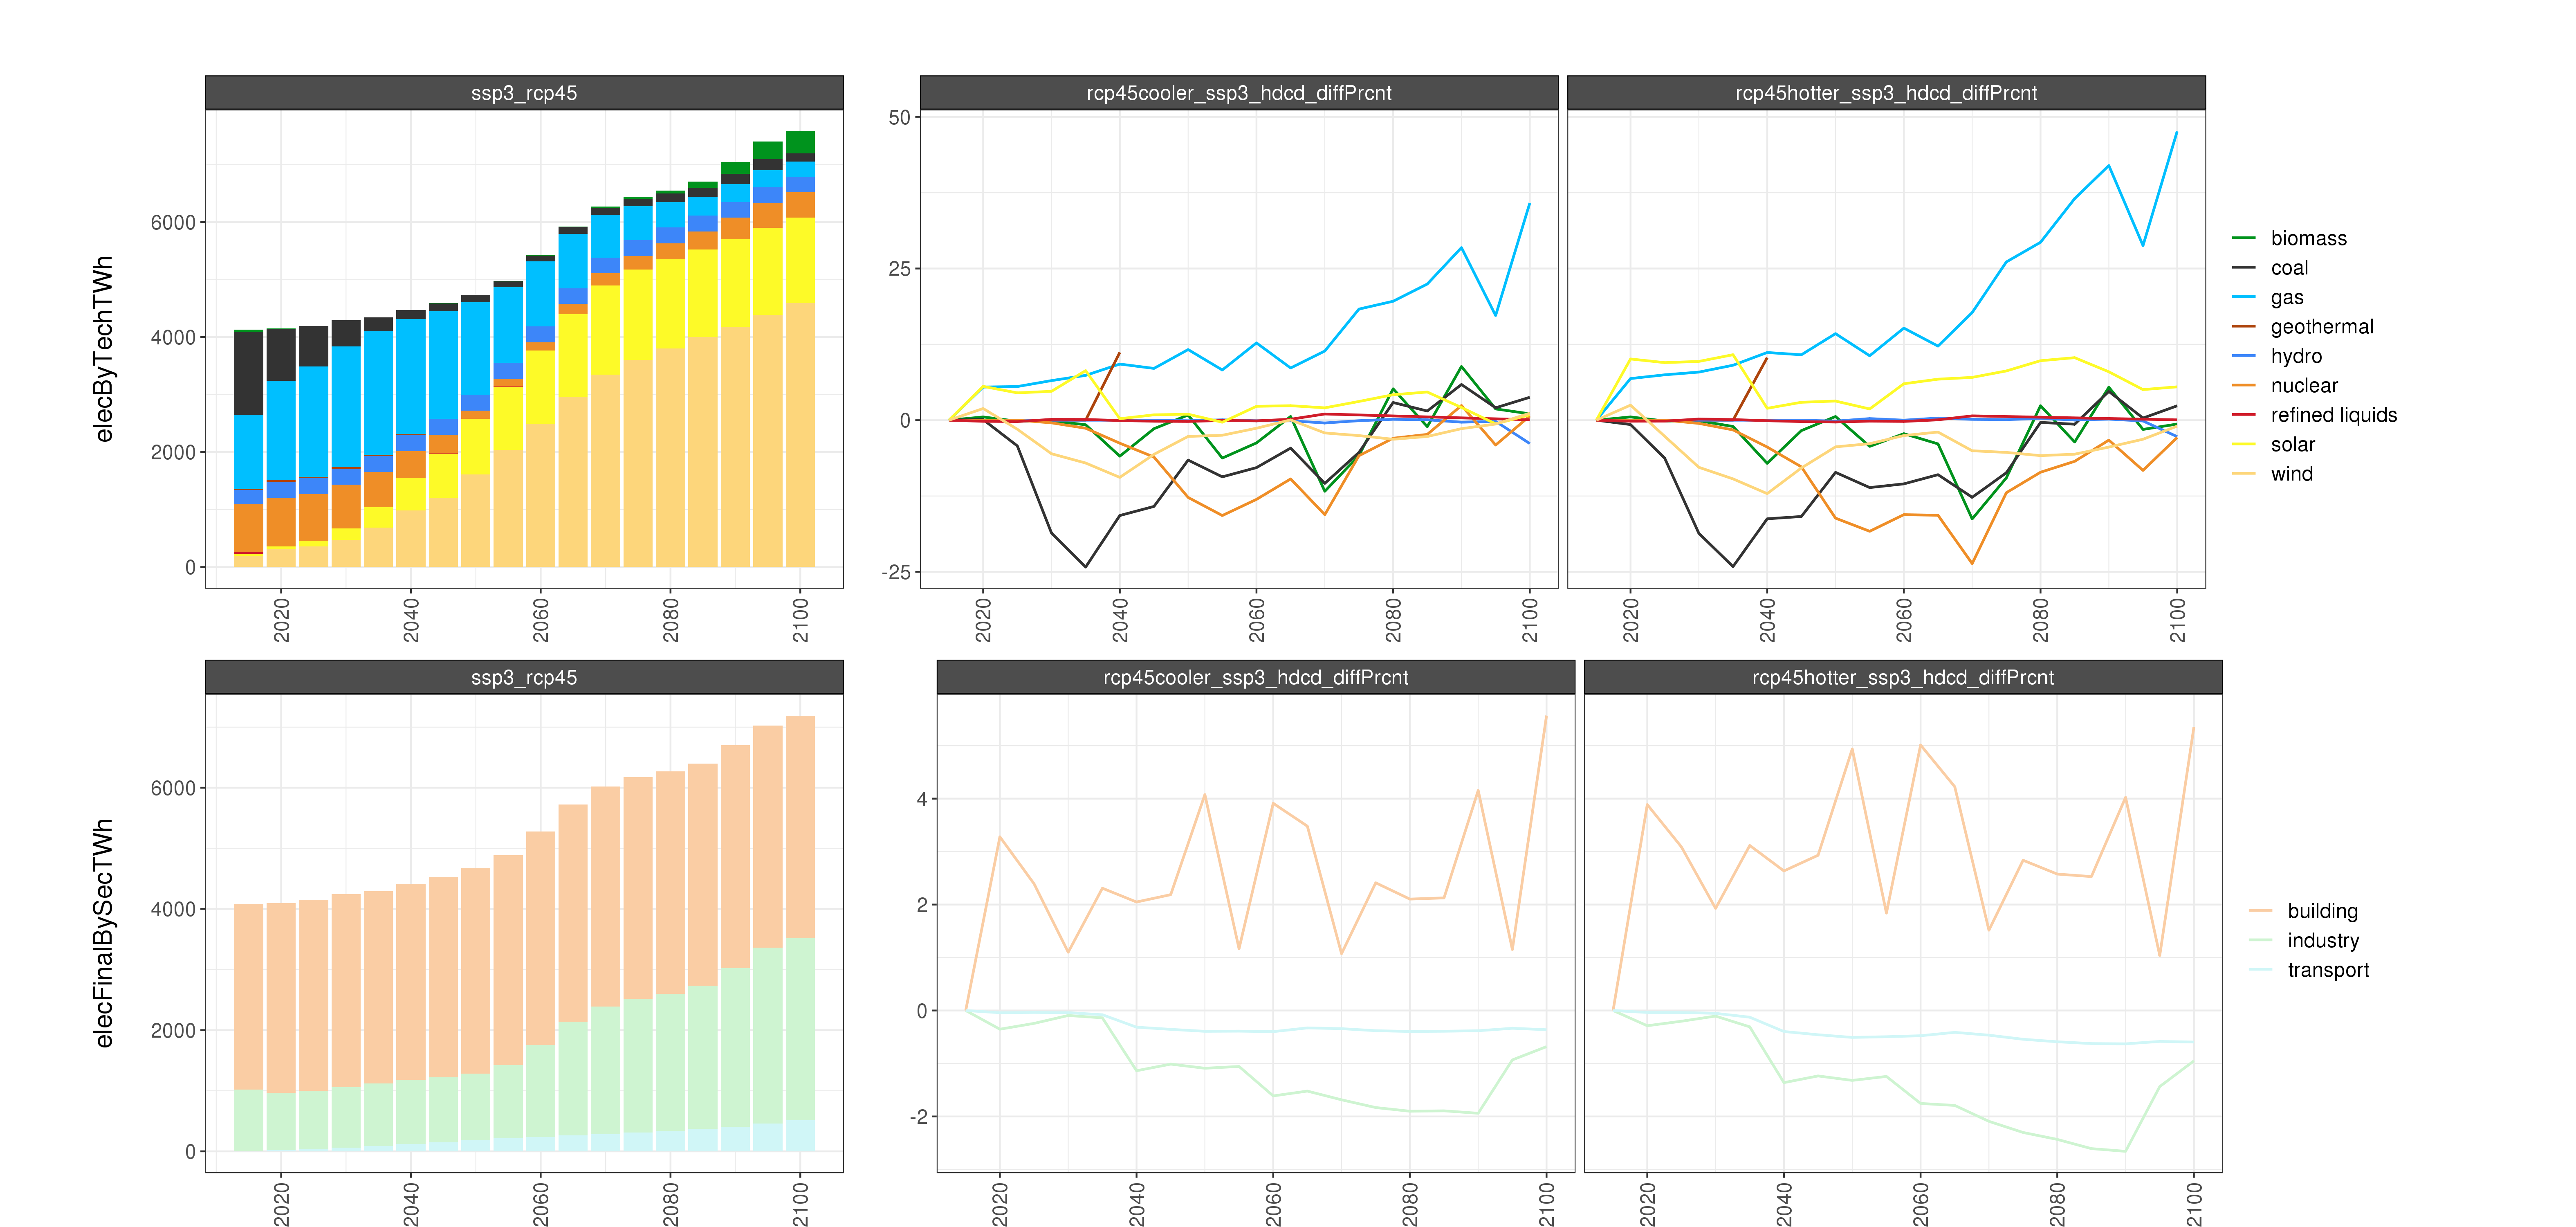 ssp3_rcp45
rcp45cooler_ssp3_hdcd_diffPrcnt
rcp45hotter_ssp3_hdcd_diffPrcnt
elecByTechTWh
6000
4000
2000
0
50
25
0
-25
2020
2040
2060
2080
2100
2020
2040
2060
2080
2100
2020
2040
2060
2080
2100
biomass
coal
gas
geothermal
hydro
nuclear
refined liquids
solar
wind
ssp3_rcp45
rcp45cooler_ssp3_hdcd_diffPrcnt
rcp45hotter_ssp3_hdcd_diffPrcnt
elecFinalBySecTWh
6000
4000
2000
0
4
2
0
-2
2020
2040
2060
2080
2100
2020
2040
2060
2080
2100
2020
2040
2060
2080
2100
building
industry
transport